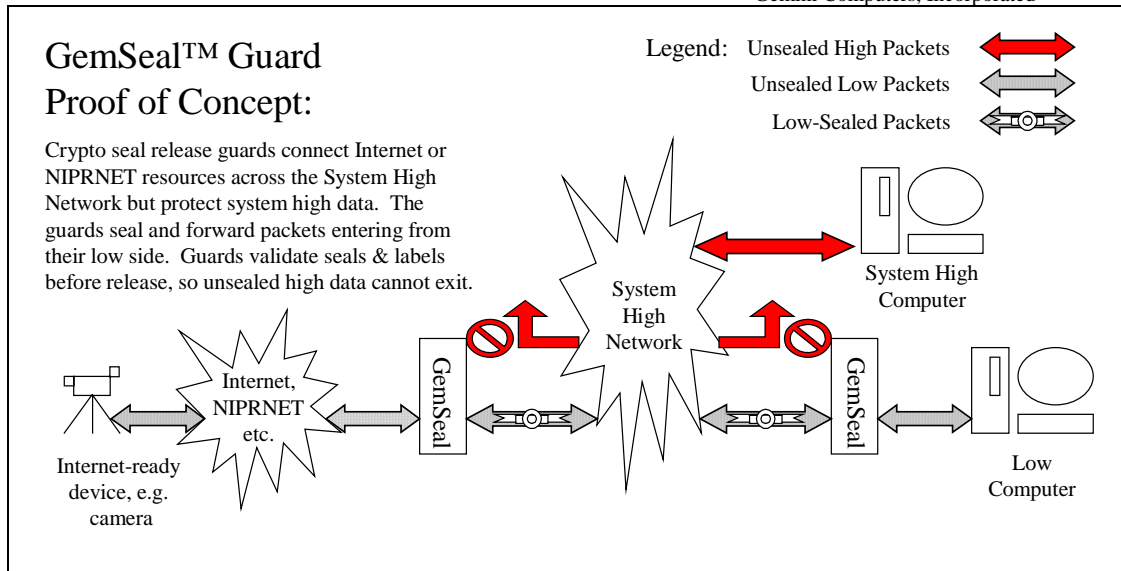 Gemini Computers, Incorporated
GemSeal™ Guard
Proof of Concept:
Crypto seal release guards connect Internet or
NIPRNET resources across the System High
Network but protect system high data.  The
guards seal and forward packets entering from
their low side.  Guards validate seals & labels
before release, so unsealed high data cannot exit.
Legend:
Unsealed High Packets
Unsealed Low Packets
Low-Sealed Packets
System High
Computer
System
High
Network
Internet,
NIPRNET
etc.
GemSeal
GemSeal
Internet-ready
device, e.g.
camera
Low
Computer